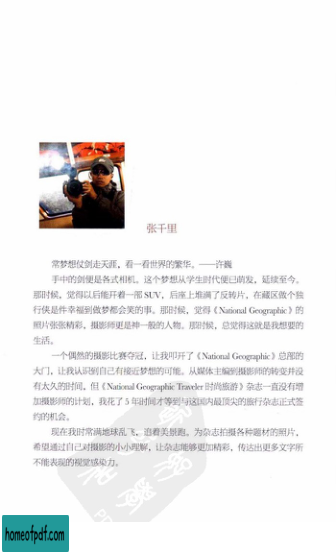 张千里
常梦想仗剑走天涯，看一看世界的繁华。——许巍
手中的剑便是各式相机。这个梦想从学生时代便已萌发，延续至今。
那时候，觉得以后能开着一部 SUV，后座上堆满了反转片，在藏区做个独
行侠是件幸福到做梦都会笑的事。那时候，觉得《National Geographic》的
照片张张精彩，摄影师更是神一般的人物。那时候，总觉得这就是我想要的
生活。
一个偶然的摄影比赛夺冠，让我叩开了《National Geographic》总部的
大门，让我认识到自己有接近梦想的可能。从媒体主编到摄影师的转变并没
有太久的时间，但《National Geographic Traveler 时尚旅游》杂志一直没有增
加摄影师的计划，我花了 5 年时间才等到与这国内最顶尖的旅行杂志正式签
约的机会。
现在我时常满地球乱飞，追着美景跑，为杂志拍摄各种题材的照片，
希望通过自己对摄影的小小理解，让杂志能够更加精彩，传达出更多文字所
不能表现的视觉感染力。
homeofpdf.com